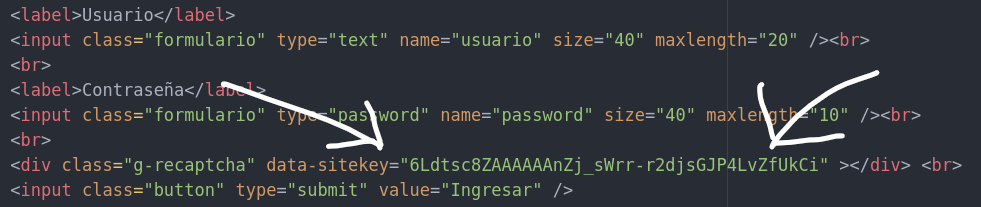 <label>Usuario</label>
<input class="formulario" type="text" name="usuario" size="40" maxlength="20" /><br>
<br>
<label>Contraseña</label>
<input class="formulario" type="password" name="password" size="40" maxlength="10" /><br>
<br>
<div class="g-recaptcha" data-sitekey="6Ldtsc8ZAAAAAAnZj_sWrr-r2djsGJP4LvZfUkCi" ></div> <br>
<input class="button" type="submit" value="Ingresar" />